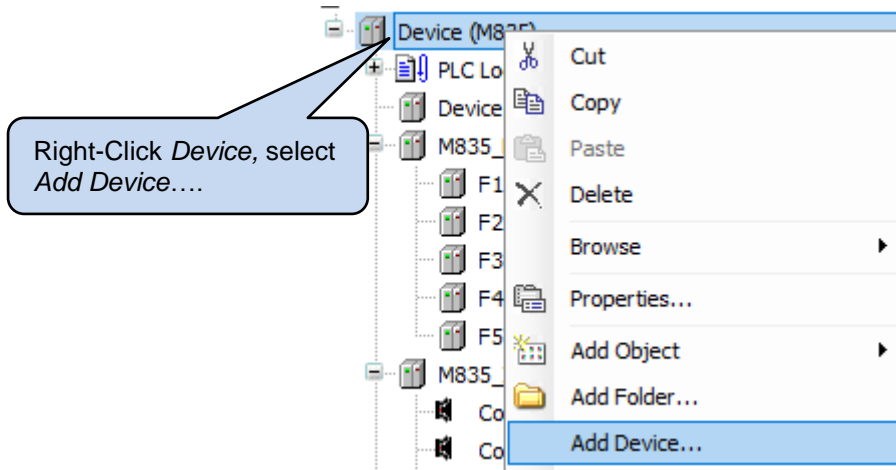 Device (M835)
PLC Lo
Device
M835_
F1
F2
F3
F4
F5
M835_
Co
Co
Right-Click Device, select
Add Device….
Cut
Copy
Paste
Delete
Browse
Properties...
Add Object
Add Folder...
Add Device...